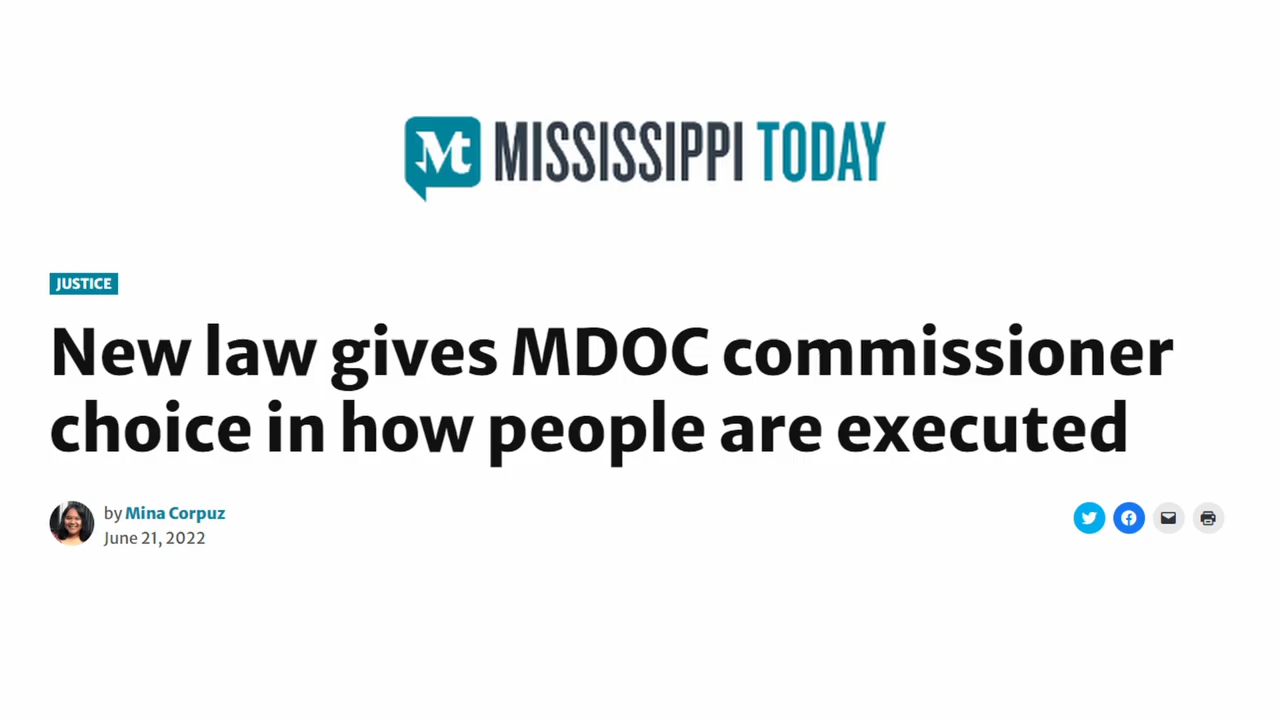 Mt MISSISSIPPI TODAY
JUSTICE
New law gives MDOC commissioner
choice in how people are executed
by Mina Corpuz
June 21, 2022